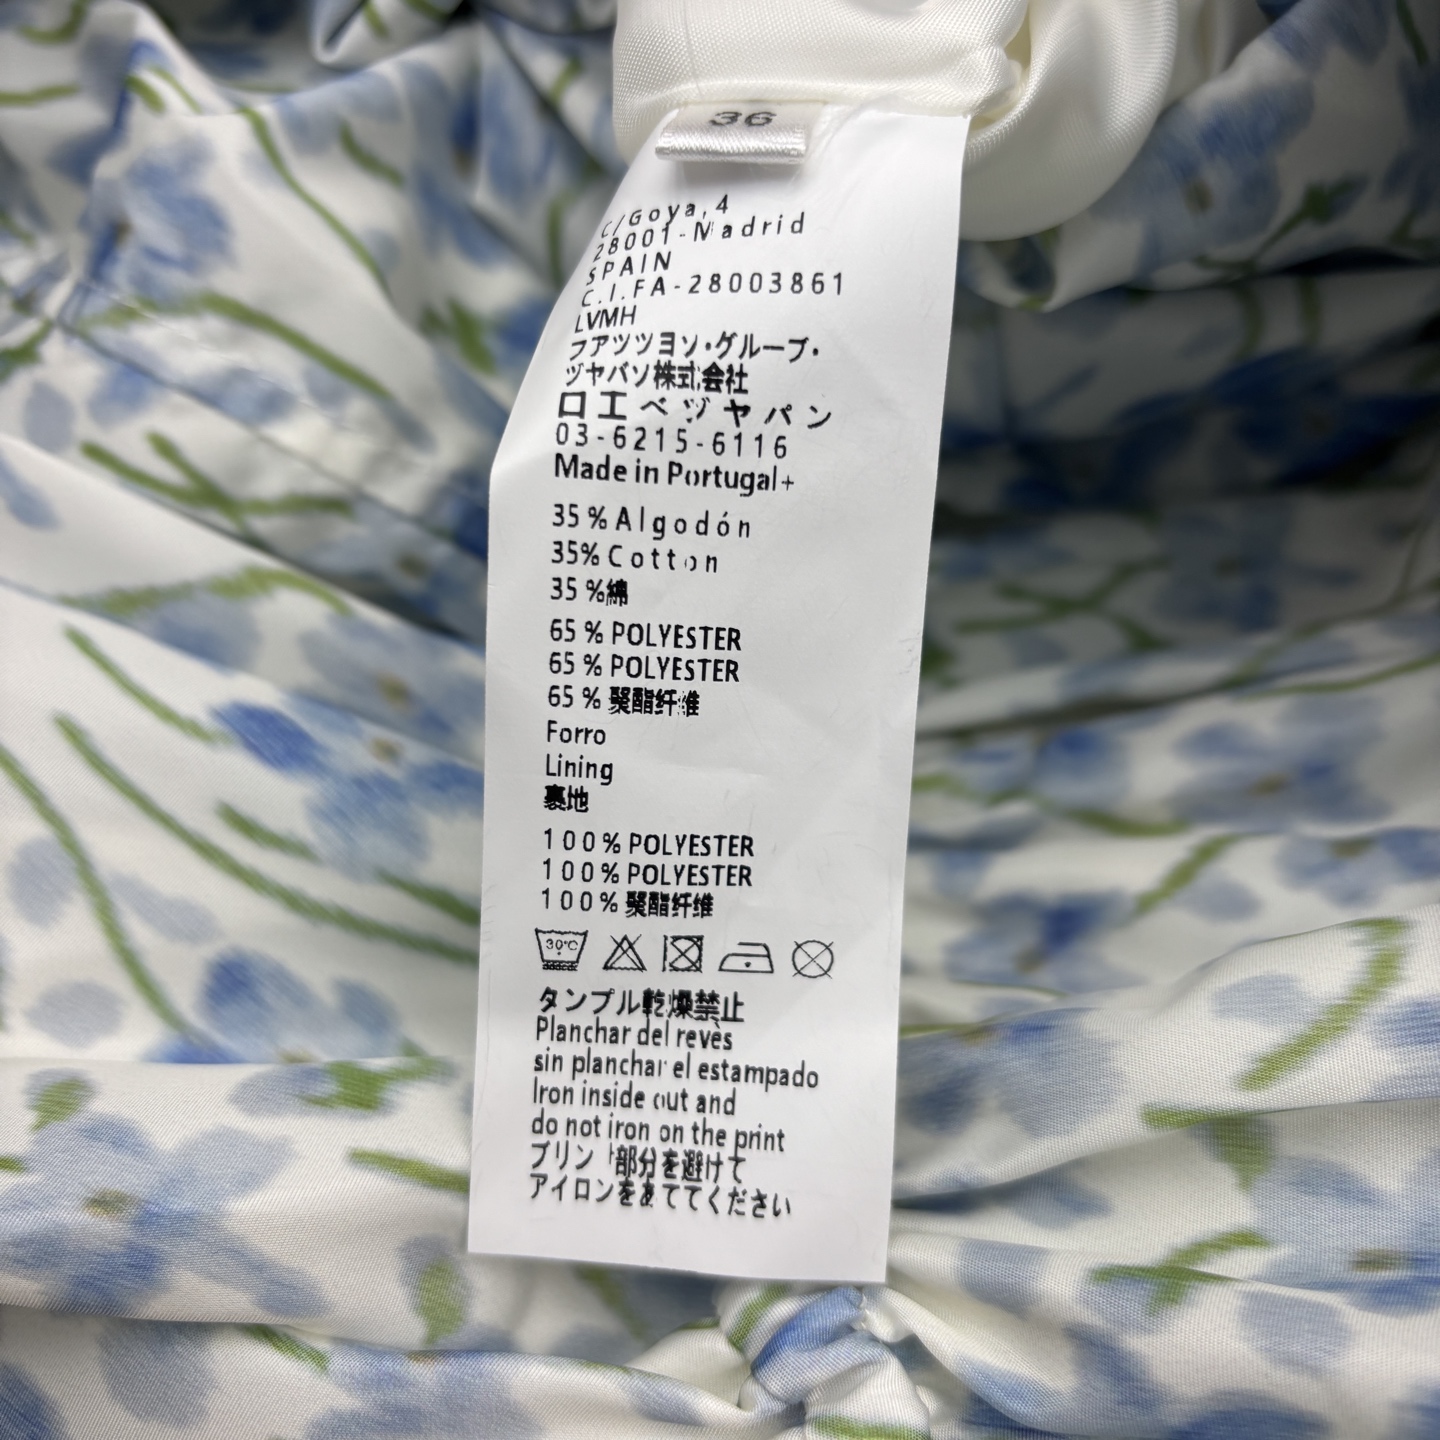 36
C/Goya,4
28001-Madrid
SPAIN
C.I.FA-28003861
LVMH
フアツツヨソ・グルーブ・
ヅヤバソ株式会社
口工ベヅャパン
03-6215-6116
Made in Portugal+
35%Algodón
35%Cotton
35%綿
65%POLYESTER
65%POLYESTER
65%聚酯纤维
Forro
Lining
裏地
100%POLYESTER
100%POLYESTER
100%聚酯纤维
30°C
タンプル乾燥禁止
Planchar del revès
sin planchar el estampado
Iron inside out and
do not iron on the print
プリント部分を避けて
アイロンをあててください